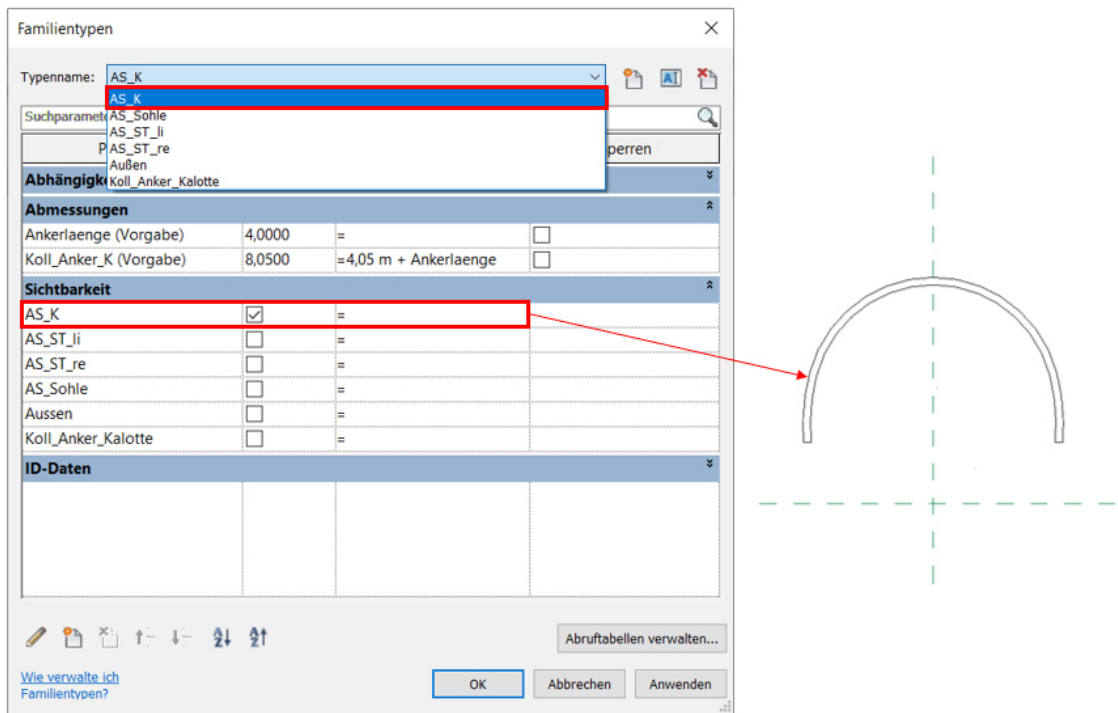 Familientypen
Typenname: AS_K
AS_K
Suchparamete AS_Sohle
AS_ST_li
P AS_ST_re perren
Außen
Abhängigke Koll_Anker_Kalotte
Abmessungen
Ankerlaenge (Vorgabe) 4,0000 =
Koll_Anker_K (Vorgabe) 8,0500 =4,05 m + Ankerlaenge
Sichtbarkeit
AS_K =
AS_ST_li =
AS_ST_re =
AS_Sohle =
Aussen =
Koll_Anker_Kalotte =
ID-Daten
Abruftabellen verwalten...
Wie verwalte ich
Familientypen?
OK Abbrechen Anwenden